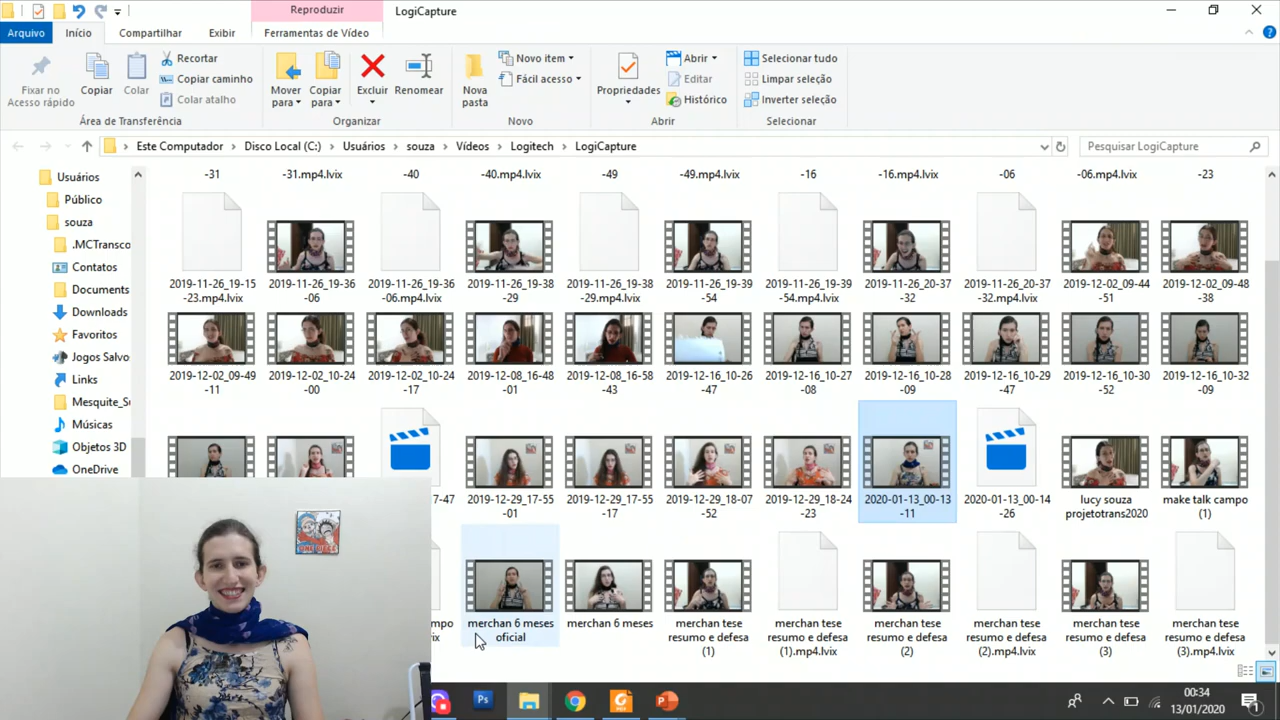 Reproduzir
LogiCapture
Arquivo
Início
Compartilhar
Exibir
Ferramentas de Vídeo
Fixar no
Acesso rápido
Copiar
Colar
Recortar
Copiar caminho
Colar atalho
Mover
para
Copiar
para
Excluir
Renomear
Nova
pasta
Novo item
Fácil acesso
Propriedades
Abrir
Editar
Histórico
Selecionar tudo
Limpar seleção
Inverter seleção
Área de Transferência
Organizar
Novo
Abrir
Selecionar
Este Computador > Disco Local (C:) > Usuários > souza > Vídeos > Logitech > LogiCapture
Pesquisar LogiCapture
Usuários
Público
souza
.MCTransco
Contatos
Documents
Downloads
Favoritos
Jogos Salvo
Links
Mesquite_Su
Músicas
Objetos 3D
OneDrive
-31
-31.mp4.lvix
-40
-40.mp4.lvix
-49
-49.mp4.lvix
-16
-16.mp4.lvix
-06
-06.mp4.lvix
-23
2019-11-26_19-15
-23.mp4.lvix
2019-11-26_19-36
-06
2019-11-26_19-36
-06.mp4.lvix
2019-11-26_19-38
-29
2019-11-26_19-38
-29.mp4.lvix
2019-11-26_19-39
-54
2019-11-26_19-39
-54.mp4.lvix
2019-11-26_20-37
-32
2019-11-26_20-37
-32.mp4.lvix
2019-12-02_09-44
-51
2019-12-02_09-48
-38
2019-12-02_09-49
-11
2019-12-02_10-24
-00
2019-12-02_10-24
-17
2019-12-08_16-48
-01
2019-12-08_16-58
-43
2019-12-16_10-26
-47
2019-12-16_10-27
-08
2019-12-16_10-28
-09
2019-12-16_10-29
-47
2019-12-16_10-30
-52
2019-12-16_10-32
-09
7-47
2019-12-29_17-55
-01
2019-12-29_17-55
-17
2019-12-29_18-07
-52
2019-12-29_18-24
-23
2020-01-13_00-13
-11
2020-01-13_00-14
-26
lucy souza
projetotrans2020
make talk campo
(1)
mpo
ix
merchan 6 meses
oficial
merchan 6 meses
merchan tese
resumo e defesa
(1)
merchan tese
resumo e defesa
(1).mp4.lvix
merchan tese
resumo e defesa
(2)
merchan tese
resumo e defesa
(2).mp4.lvix
merchan tese
resumo e defesa
(3)
merchan tese
resumo e defesa
(3).mp4.lvix
ONE PIECE
Ps
00:34
13/01/2020
1